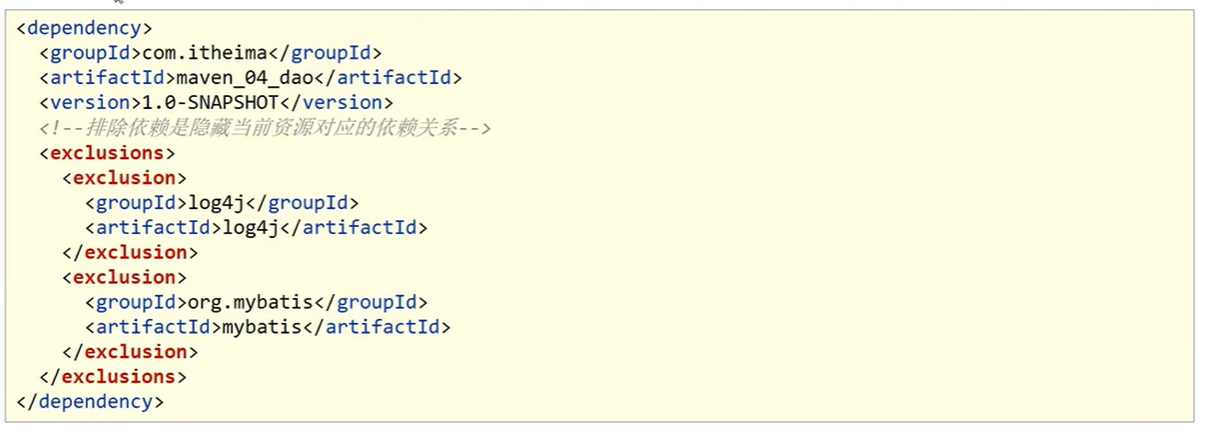 <dependency>
<groupId>com.itheima</groupId>
<artifactId>maven_04_dao</artifactId>
<version>1.0-SNAPSHOT</version>
<!--排除依赖是隐藏当前资源对应的依赖关系-->
<exclusions>
<exclusion>
<groupId>log4j</groupId>
<artifactId>log4j</artifactId>
</exclusion>
<exclusion>
<groupId>org.mybatis</groupId>
<artifactId>mybatis</artifactId>
</exclusion>
</exclusions>
</dependency>